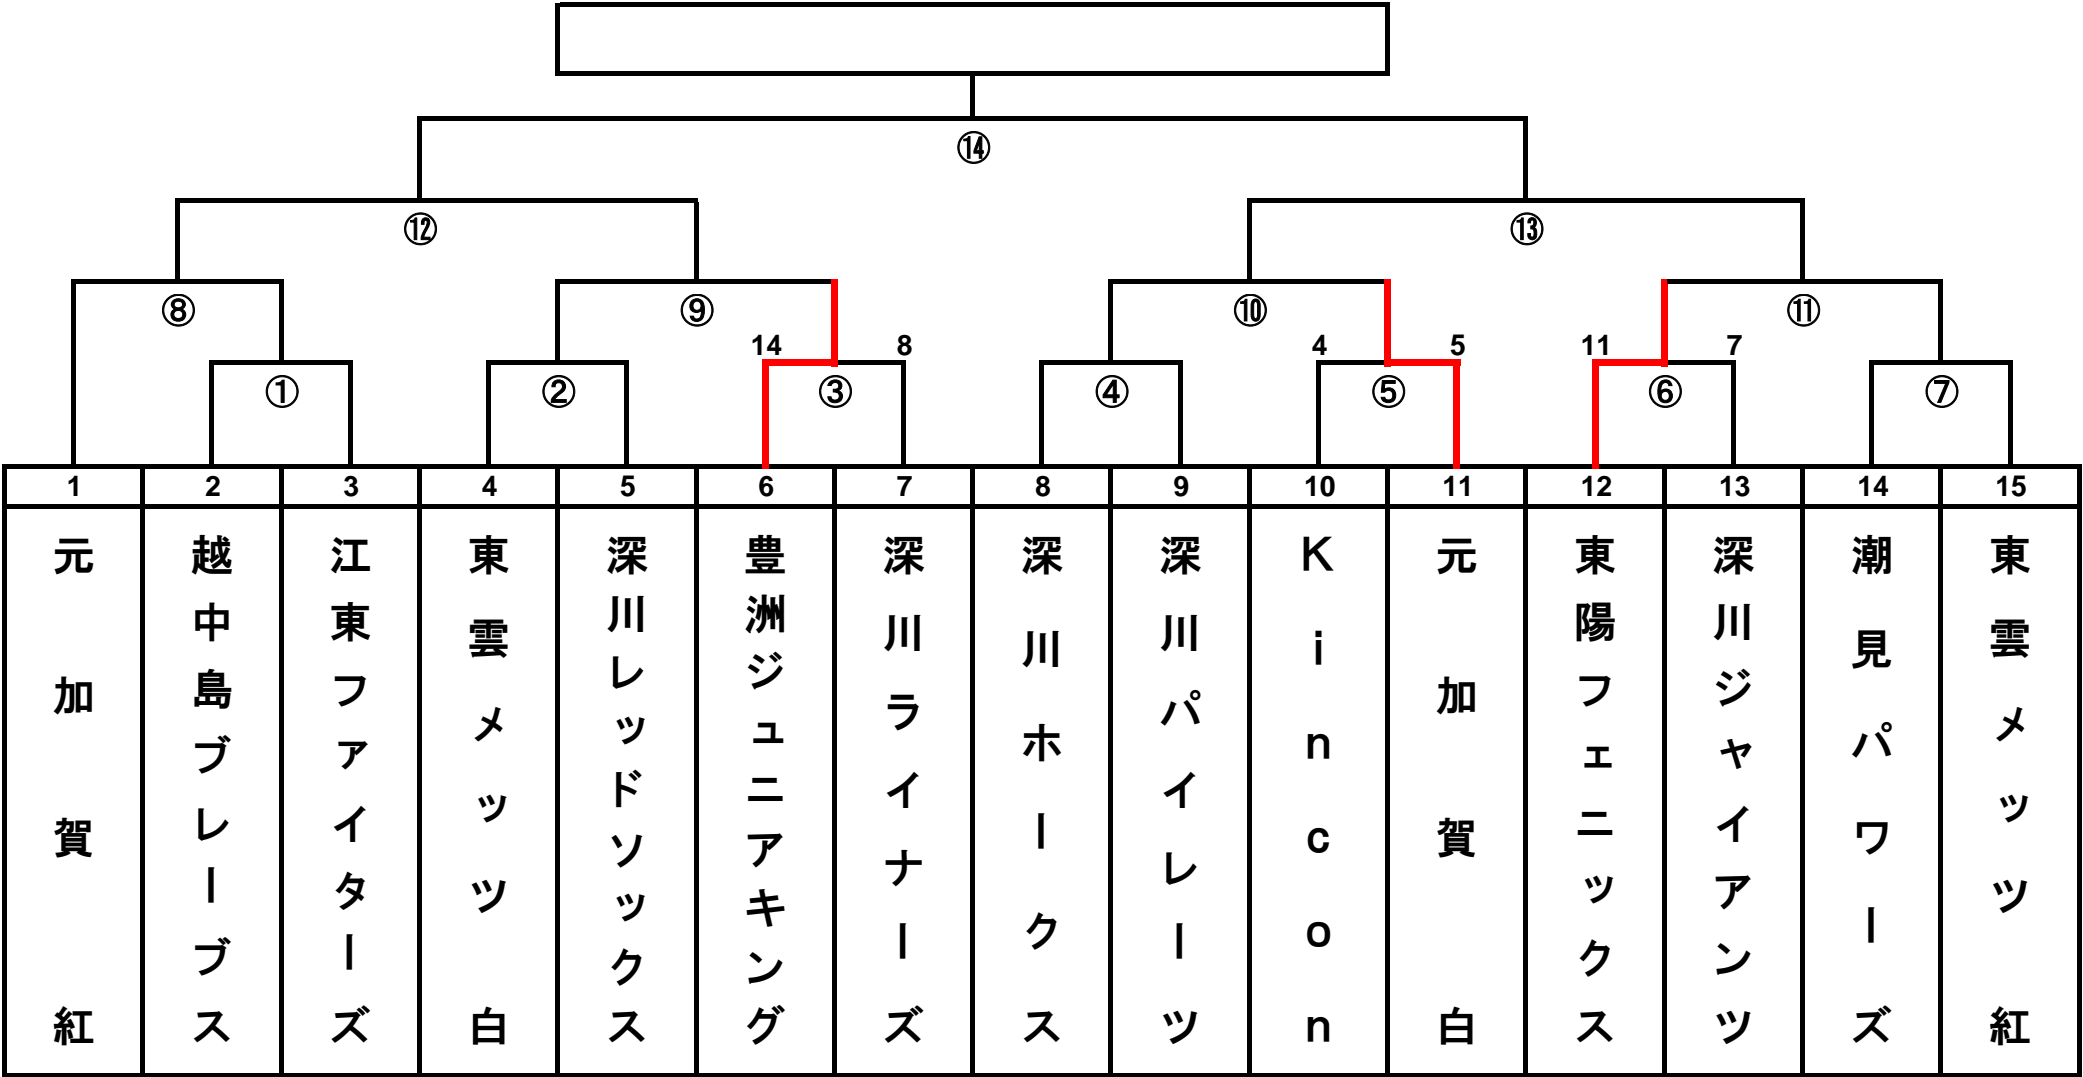 ⑭
⑫ ⑬
⑧ ⑨ ⑩ ⑪
14 8 4 5 11 7
① ② ③ ④ ⑤ ⑥ ⑦
1 2 3 4 5 6 7 8 9 10 11 12 13 14 15
元加賀紅
越中島ブレーブス
江東ファイターズ
東雲メッツ白
深川レッドソックス
豊洲ジュニアキング
深川ライナーズ
深川ホークス
深川パイレーツ
Kincon
元加賀白
東陽フェニックス
深川ジャイアンツ
潮見パワーズ
東雲メッツ紅